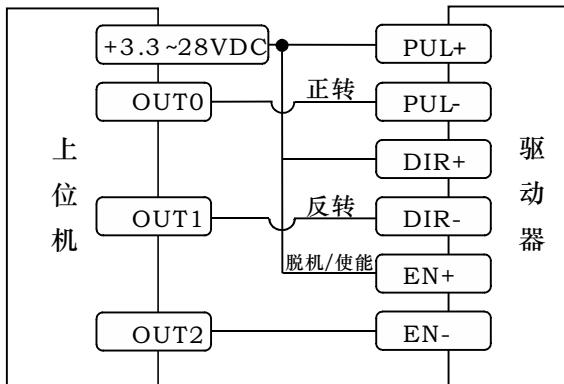 +3.3~28VDC
PUL+
OUT0
正转
PUL-
上位机
DIR+
驱动器
OUT1
反转
DIR-
脱机/使能
EN+
OUT2
EN-